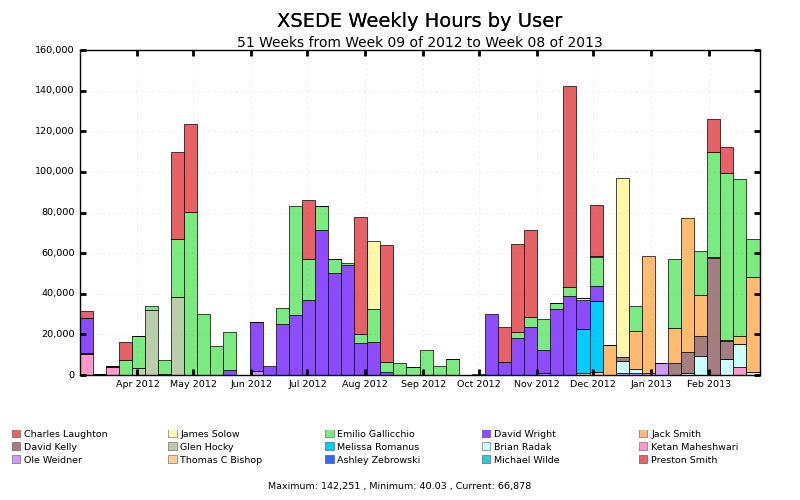 XSEDE Weekly Hours by User
51 Weeks from Week 09 of 2012 to Week 08 of 2013
160,000
140,000
120,000
100,000
80,000
60,000
40,000
20,000
0
Apr 2012 May 2012 Jun 2012 Jul 2012 Aug 2012 Sep 2012 Oct 2012 Nov 2012 Dec 2012 Jan 2013 Feb 2013
Charles Laughton James Solow Emilio Gallicchio David Wright Jack Smith
David Kelly Glen Hocky Melissa Romanus Brian Radak Ketan Maheshwari
Ole Weidner Thomas C Bishop Ashley Zebrowski Michael Wilde Preston Smith
Maximum: 142,251 , Minimum: 40.03 , Current: 66,878